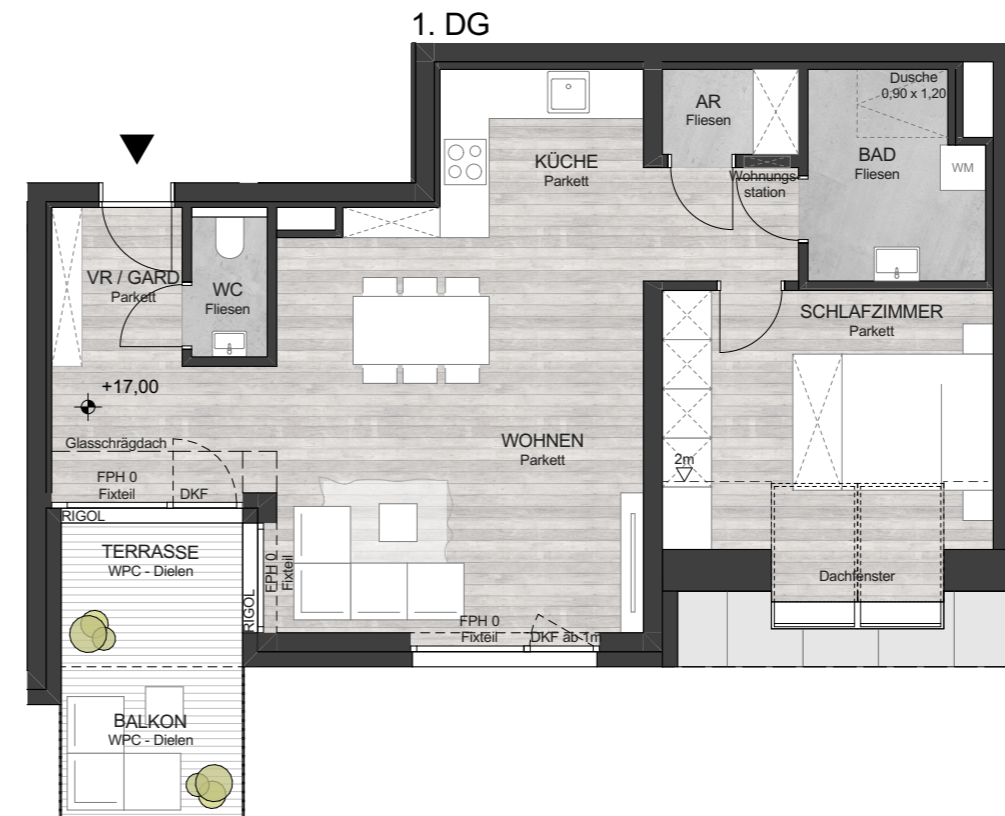 1. DG
AR
Fliesen
Dusche
0,90 x 1,20
KÜCHE
Parkett
BAD
Fliesen
WM
Wohnungs-
station
VR / GARD
Parkett
WC
Fliesen
SCHLAFZIMMER
Parkett
+17,00
Glasschrägdach
WOHNEN
Parkett
2m
FPH 0
Fixteil
DKF
RIGOL
TERRASSE
WPC - Dielen
FPH 0
Fixteil
RIGOL
Dachfenster
FPH 0
Fixteil
DKF ab 1m
BALKON
WPC - Dielen